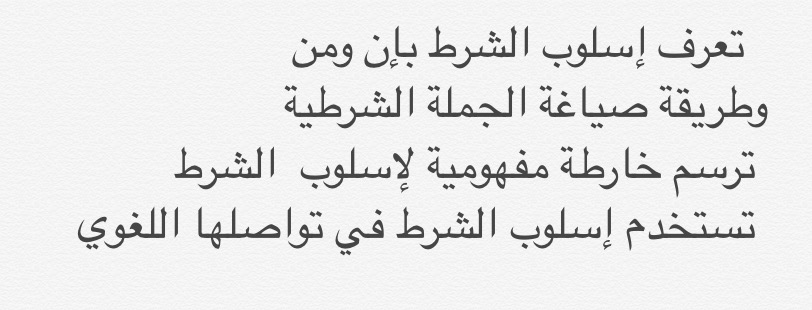 تعرف إسلوب الشرط بإن ومن
وطريقة صياغة الجملة الشرطية
ترسم خارطة مفهومية لإسلوب الشرط
تستخدم إسلوب الشرط في تواصلها اللغوي